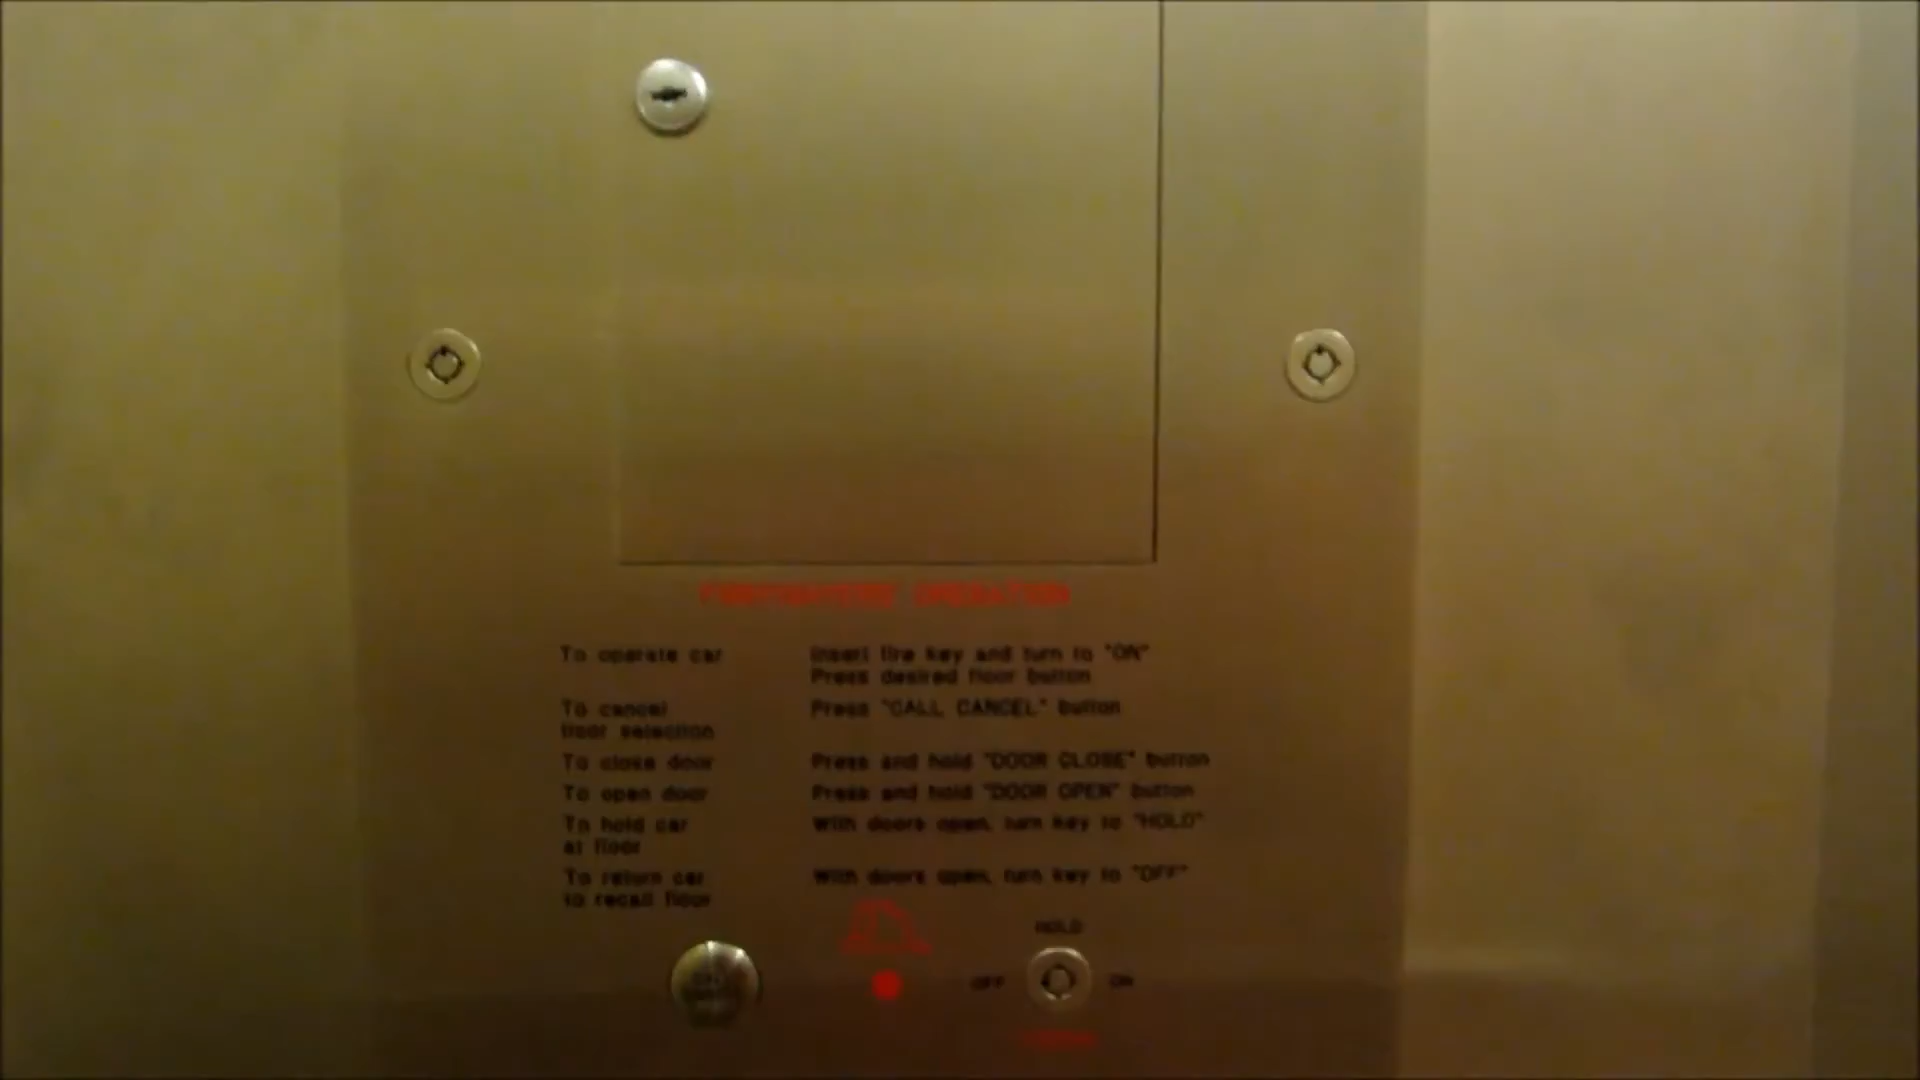 FIREFIGHTERS' OPERATION
To operate car
Insert fire key and turn to "ON"
Press desired floor button
To cancel
floor selection
Press "CALL CANCEL" button
To close door
Press and hold "DOOR CLOSE" button
To open door
Press and hold "DOOR OPEN" button
To hold car
at floor
With doors open, turn key to "HOLD"
To return car
to recall floor
With doors open, turn key to "OFF"
HOLD
OFF
ON